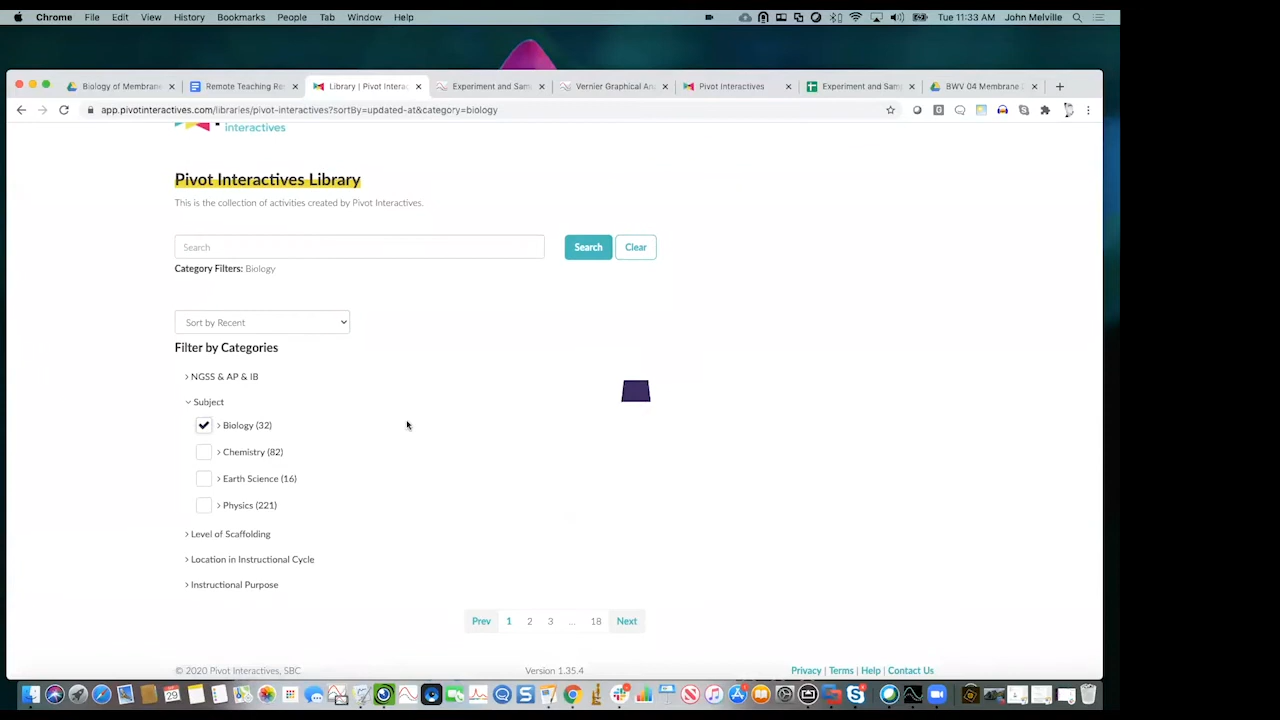 Chrome File Edit View History Bookmarks People Tab Window Help Tue 11:33 AM John Melville
Biology of Membrane Remote Teaching Re Library | Pivot Intera Experiment and Sam Vernier Graphical An Pivot Interactives Experiment and Samp BWV 04 Membrane
app.pivotinteractives.com/libraries/pivot-interactives?sortBy=updated-at&category=biology
interactives
Pivot Interactives Library
This is the collection of activities created by Pivot Interactives.
Search Search Clear
Category Filters: Biology
Sort by Recent
Filter by Categories
NGSS & AP & IB
Subject
Biology (32)
Chemistry (82)
Earth Science (16)
Physics (221)
Level of Scaffolding
Location in Instructional Cycle
Instructional Purpose
Prev 1 2 3 ... 18 Next
© 2020 Pivot Interactives, SBC Version 1.35.4 Privacy | Terms | Help | Contact Us